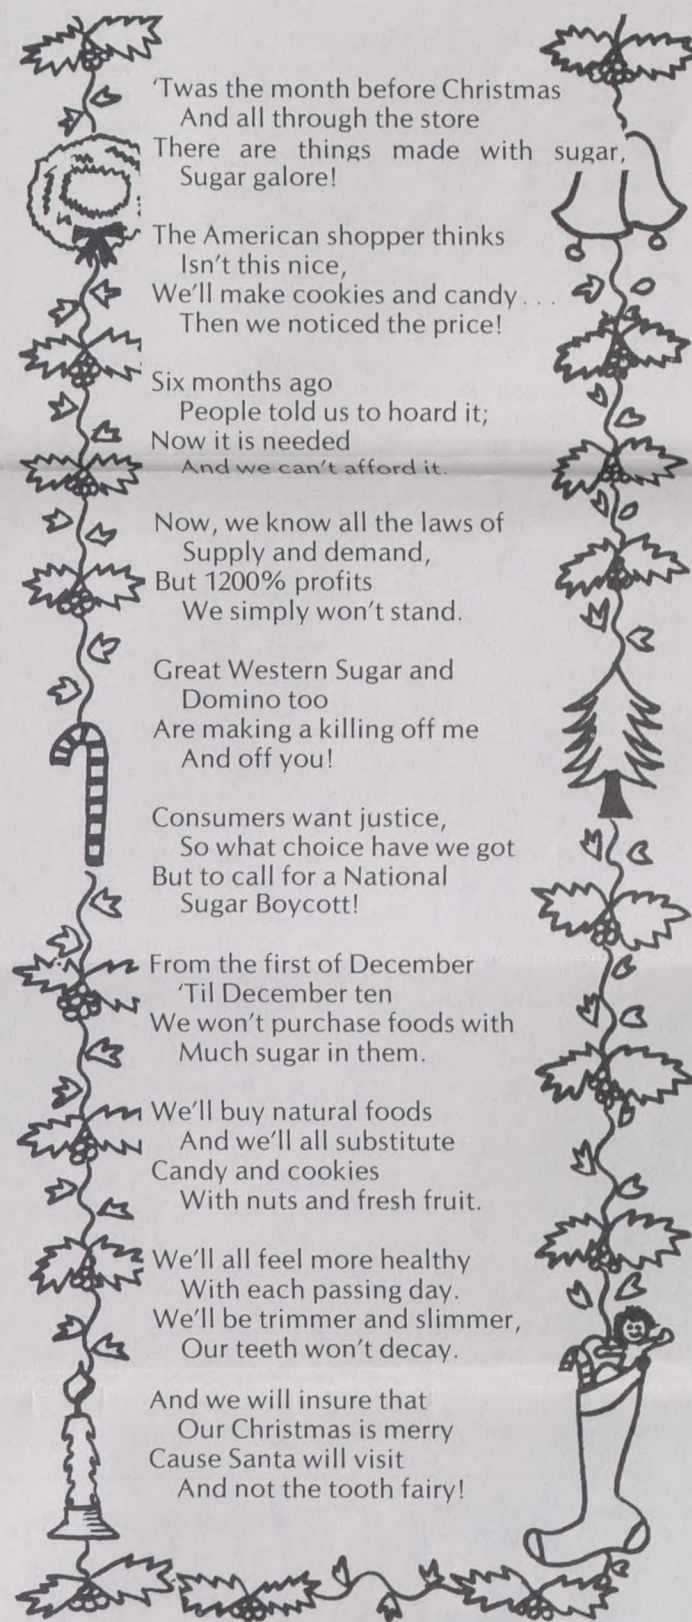 'Twas the month before Christmas
And all through the store
There are things made with sugar,
Sugar galore!

The American shopper thinks
Isn't this nice,
We'll make cookies and candy . . .
Then we noticed the price!

Six months ago
People told us to hoard it;
Now it is needed
And we can't afford it.

Now, we know all the laws of
Supply and demand,
But 1200% profits
We simply won't stand.

Great Western Sugar and
Domino too
Are making a killing off me
And off you!

Consumers want justice,
So what choice have we got
But to call for a National
Sugar Boycott!

From the first of December
'Til December ten
We won't purchase foods with
Much sugar in them.

We'll buy natural foods
And we'll all substitute
Candy and cookies
With nuts and fresh fruit.

We'll all feel more healthy
With each passing day.
We'll be trimmer and slimmer,
Our teeth won't decay.

And we will insure that
Our Christmas is merry
Cause Santa will visit
And not the tooth fairy!